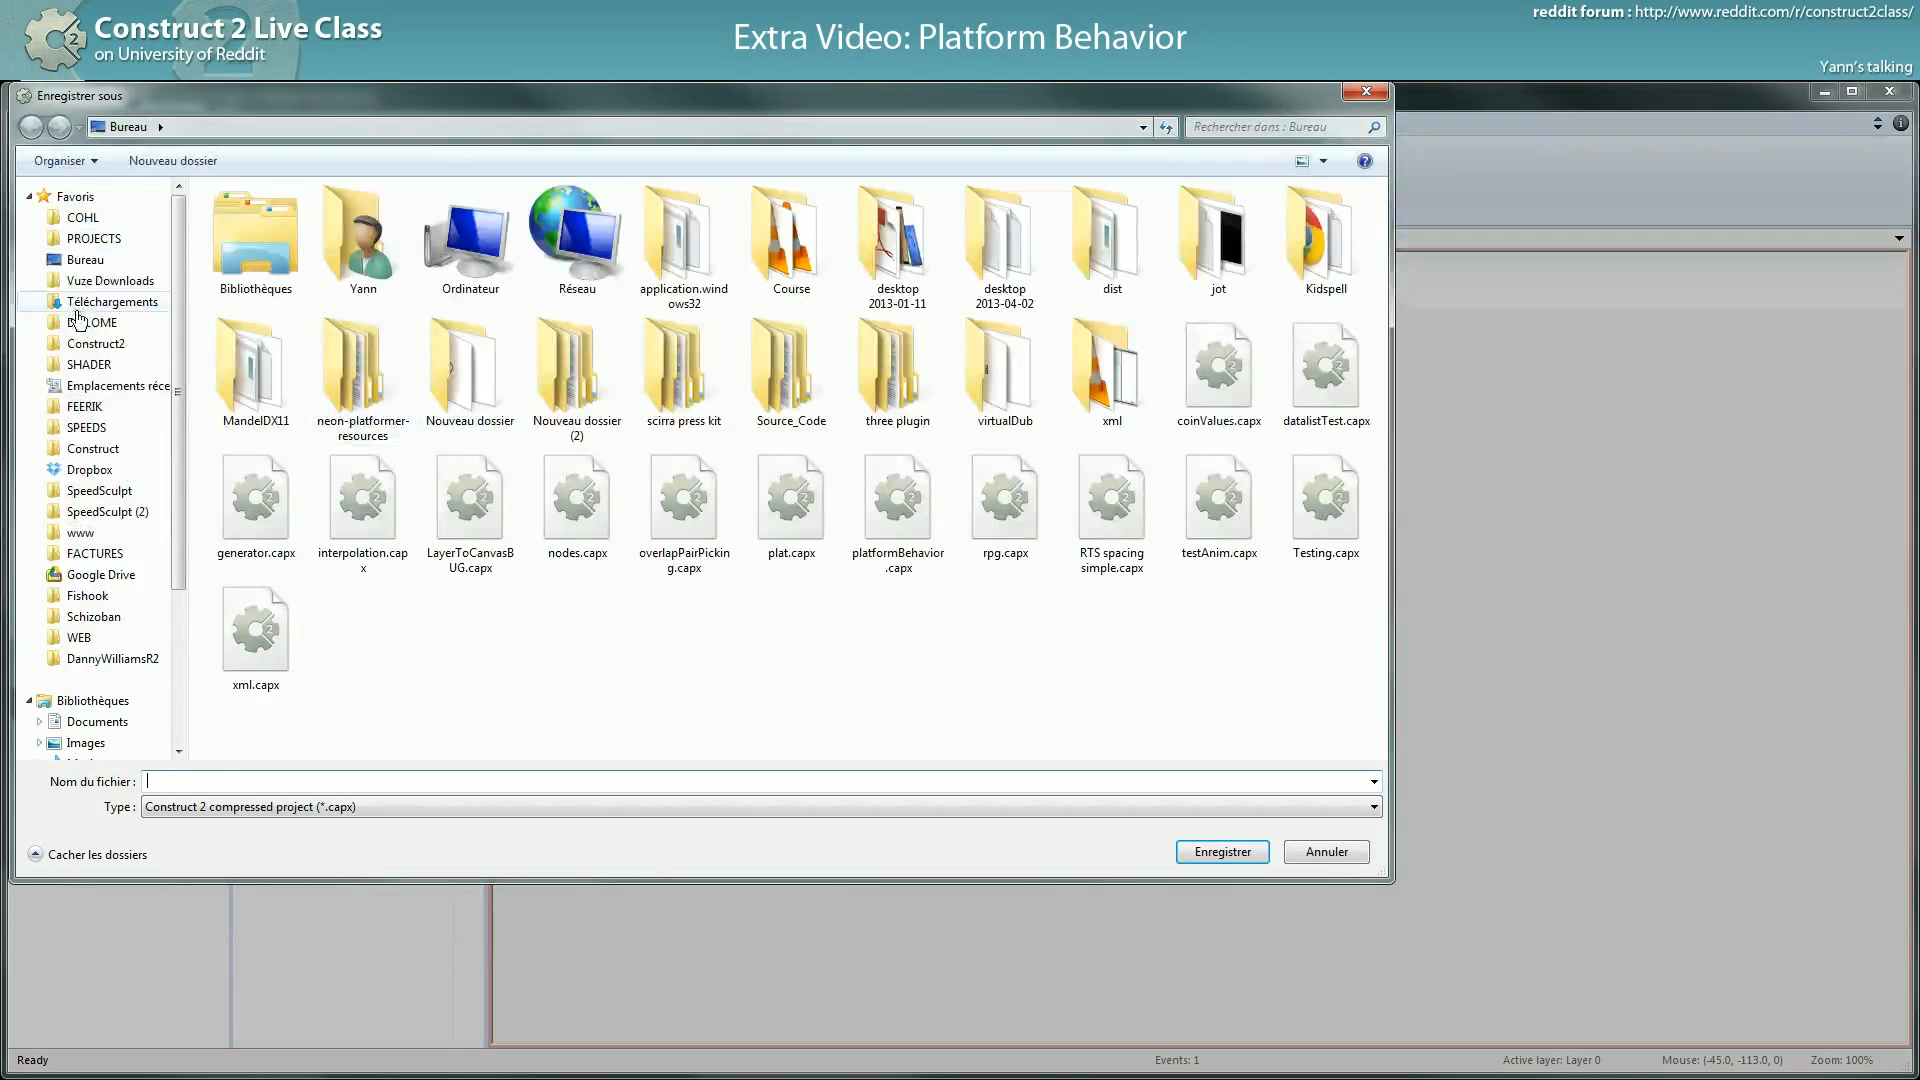 Construct 2 Live Class
on University of Reddit
Extra Video: Platform Behavior
reddit forum : http://www.reddit.com/r/construct2class/
Yann's talking
Enregistrer sous
Bureau
Rechercher dans : Bureau
Organiser
Nouveau dossier
Favoris
COHL
PROJECTS
Bureau
Vuze Downloads
Téléchargements
Construct2
SHADER
Emplacements réce
FEERIK
SPEEDS
Construct
Dropbox
SpeedSculpt
SpeedSculpt (2)
www
FACTURES
Google Drive
Fishook
Schizoban
WEB
DannyWilliamsR2
Bibliothèques
Documents
Images
Bibliothèques
Yann
Ordinateur
Réseau
application.wind
ows32
Course
desktop
2013-01-11
desktop
2013-04-02
dist
jot
Kidspell
MandelDX11
neon-platformer-
resources
Nouveau dossier
Nouveau dossier
(2)
scirra press kit
Source_Code
three plugin
virtualDub
xml
coinValues.capx
datalistTest.capx
generator.capx
interpolation.cap
x
LayerToCanvasB
UG.capx
nodes.capx
overlapPairPickin
g.capx
plat.capx
platformBehavior
.capx
rpg.capx
RTS spacing
simple.capx
testAnim.capx
Testing.capx
xml.capx
Nom du fichier :
Type : Construct 2 compressed project (*.capx)
Cacher les dossiers
Enregistrer
Annuler
Ready
Events: 1
Active layer: Layer 0
Mouse: (-45.0, -113.0, 0)
Zoom: 100%